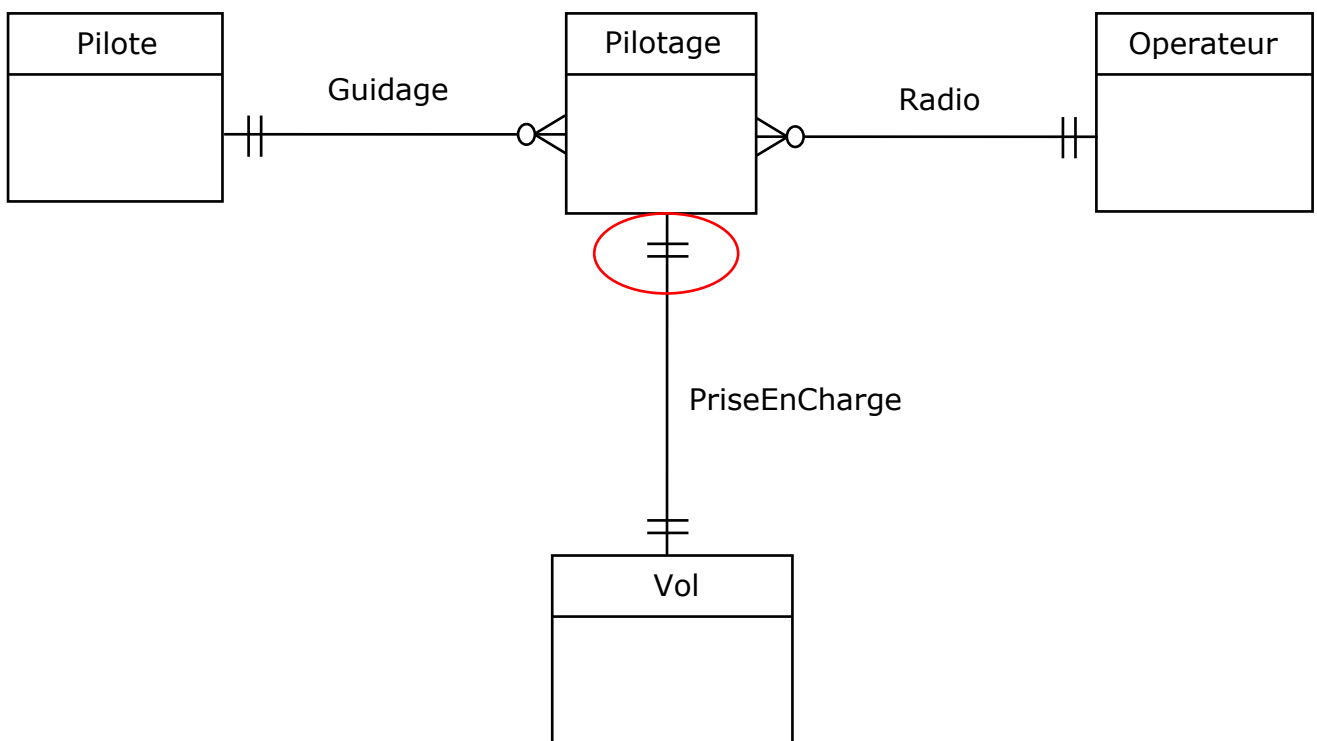 Pilote
Pilotage
Operateur
Guidage
Radio
PriseEnCharge
Vol